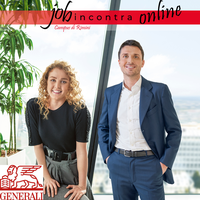 job incontra online
Campus di Rimini
GENERALI